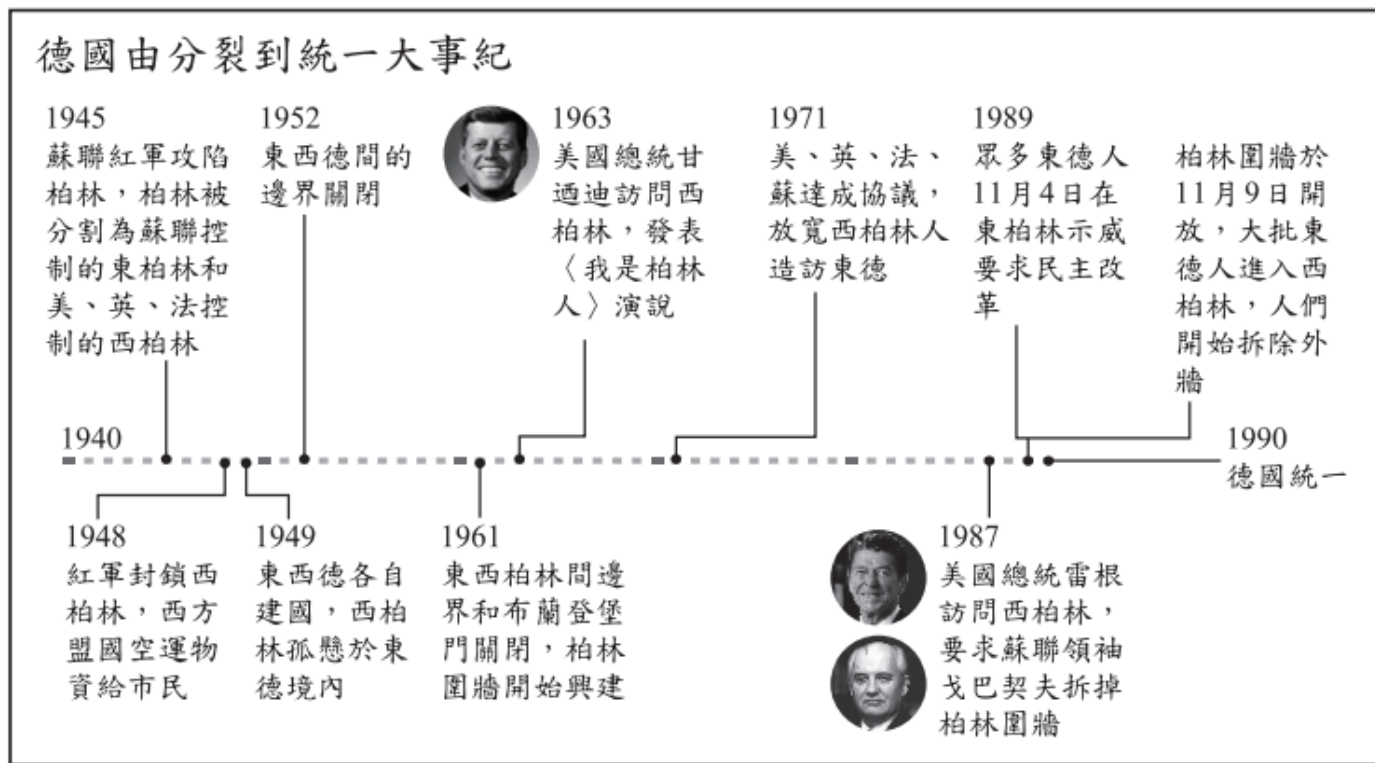 德國由分裂到統一大事紀
1945
蘇聯紅軍攻陷
柏林，柏林被
分割為蘇聯控
制的東柏林和
美、英、法控
制的西柏林
1952
東西德間的
邊界關閉
1963
美國總統甘
迺迪訪問西
柏林，發表
〈我是柏林
人〉演說
1971
美、英、法、
蘇達成協議，
放寬西柏林人
造訪東德
1989
眾多東德人
11月4日在
東柏林示威
要求民主改
革
柏林圍牆於
11月9日開
放，大批東
德人進入西
柏林，人們
開始拆除外
牆
1940
1990
德國統一
1948
紅軍封鎖西
柏林，西方
盟國空運物
資給市民
1949
東西德各自
建國，西柏
林孤懸於東
德境內
1961
東西柏林間邊
界和布蘭登堡
門關閉，柏林
圍牆開始興建
1987
美國總統雷根
訪問西柏林，
要求蘇聯領袖
戈巴契夫拆掉
柏林圍牆